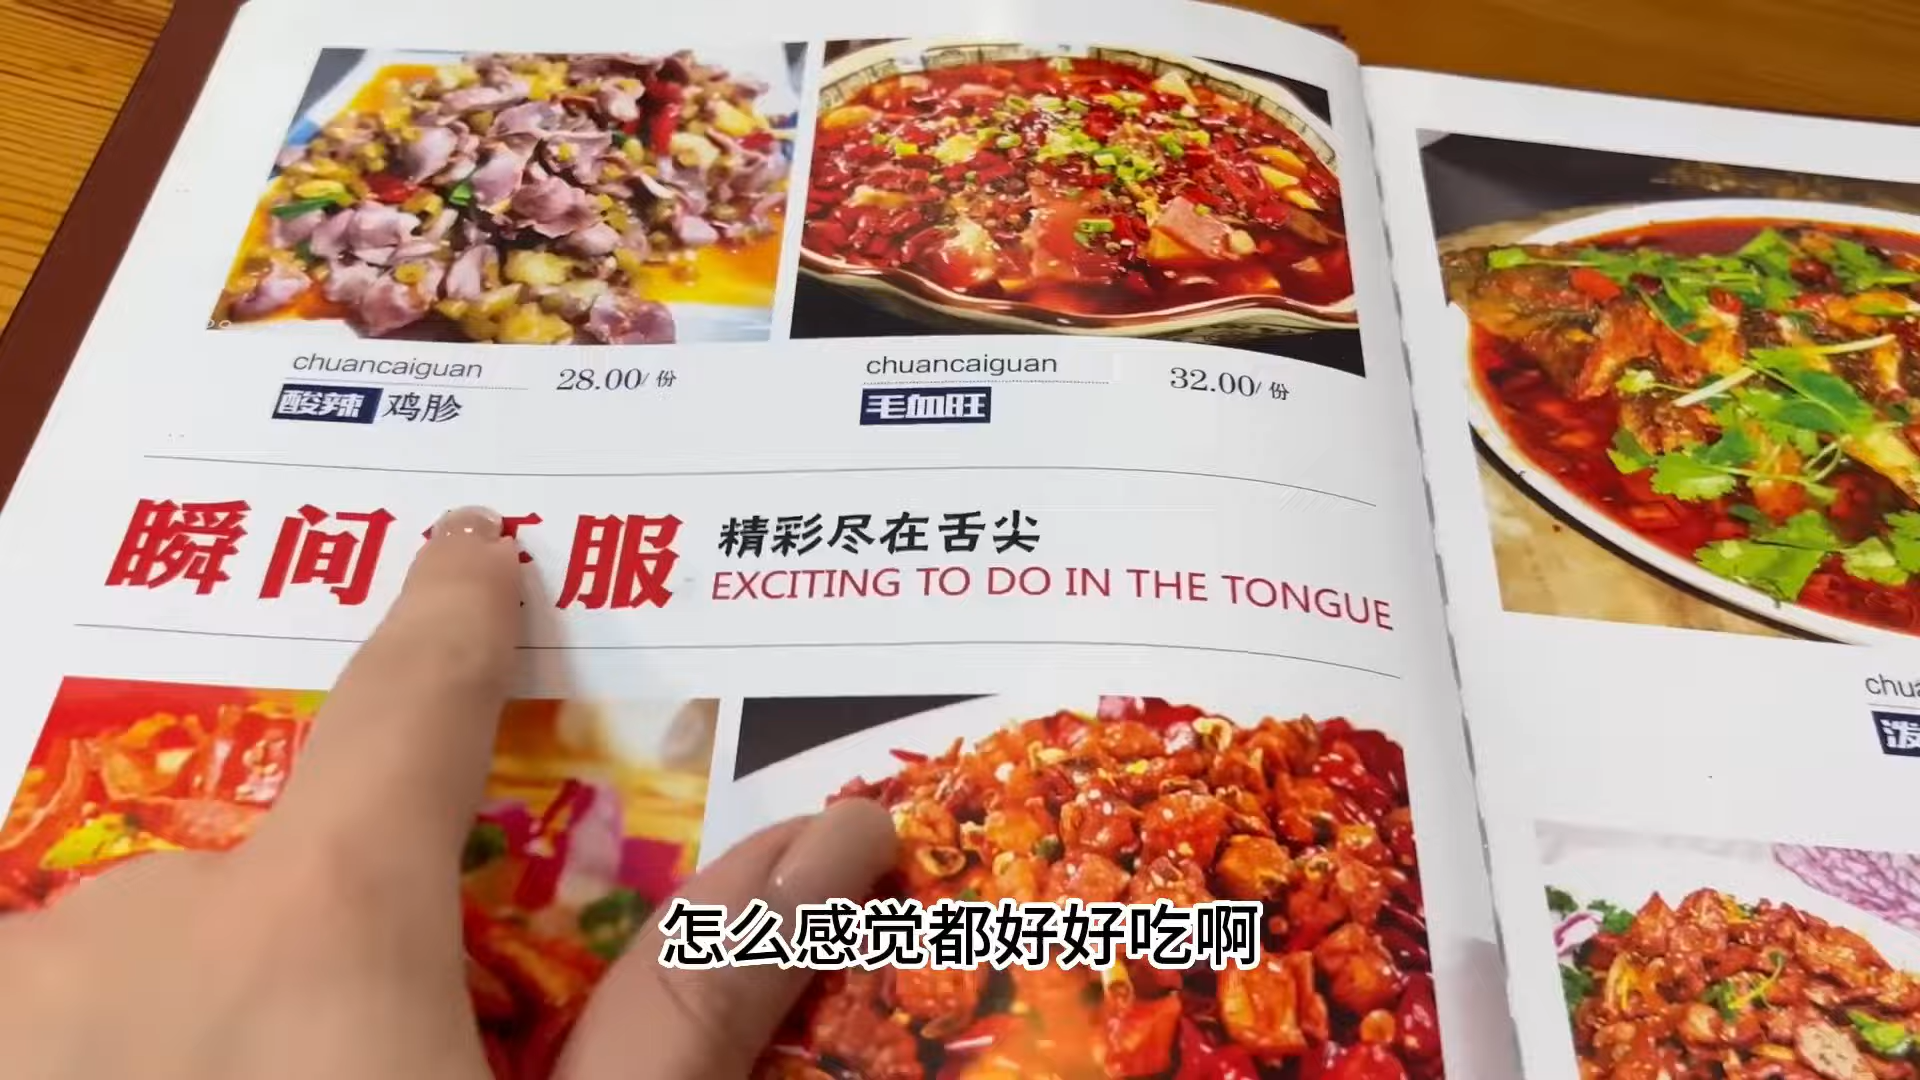 chuancaiguan
28.00/份
酸辣鸡胗
chuancaiguan
32.00/份
毛血旺
瞬间 服
精彩尽在舌尖
EXCITING TO DO IN THE TONGUE
怎么感觉都好好吃啊